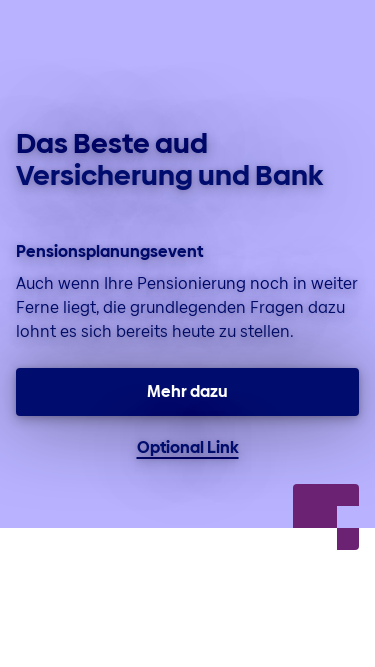 Das Beste aud
Versicherung und Bank
Pensionsplanungsevent
Auch wenn Ihre Pensionierung noch in weiter
Ferne liegt, die grundlegenden Fragen dazu
lohnt es sich bereits heute zu stellen.
Mehr dazu
Optional Link